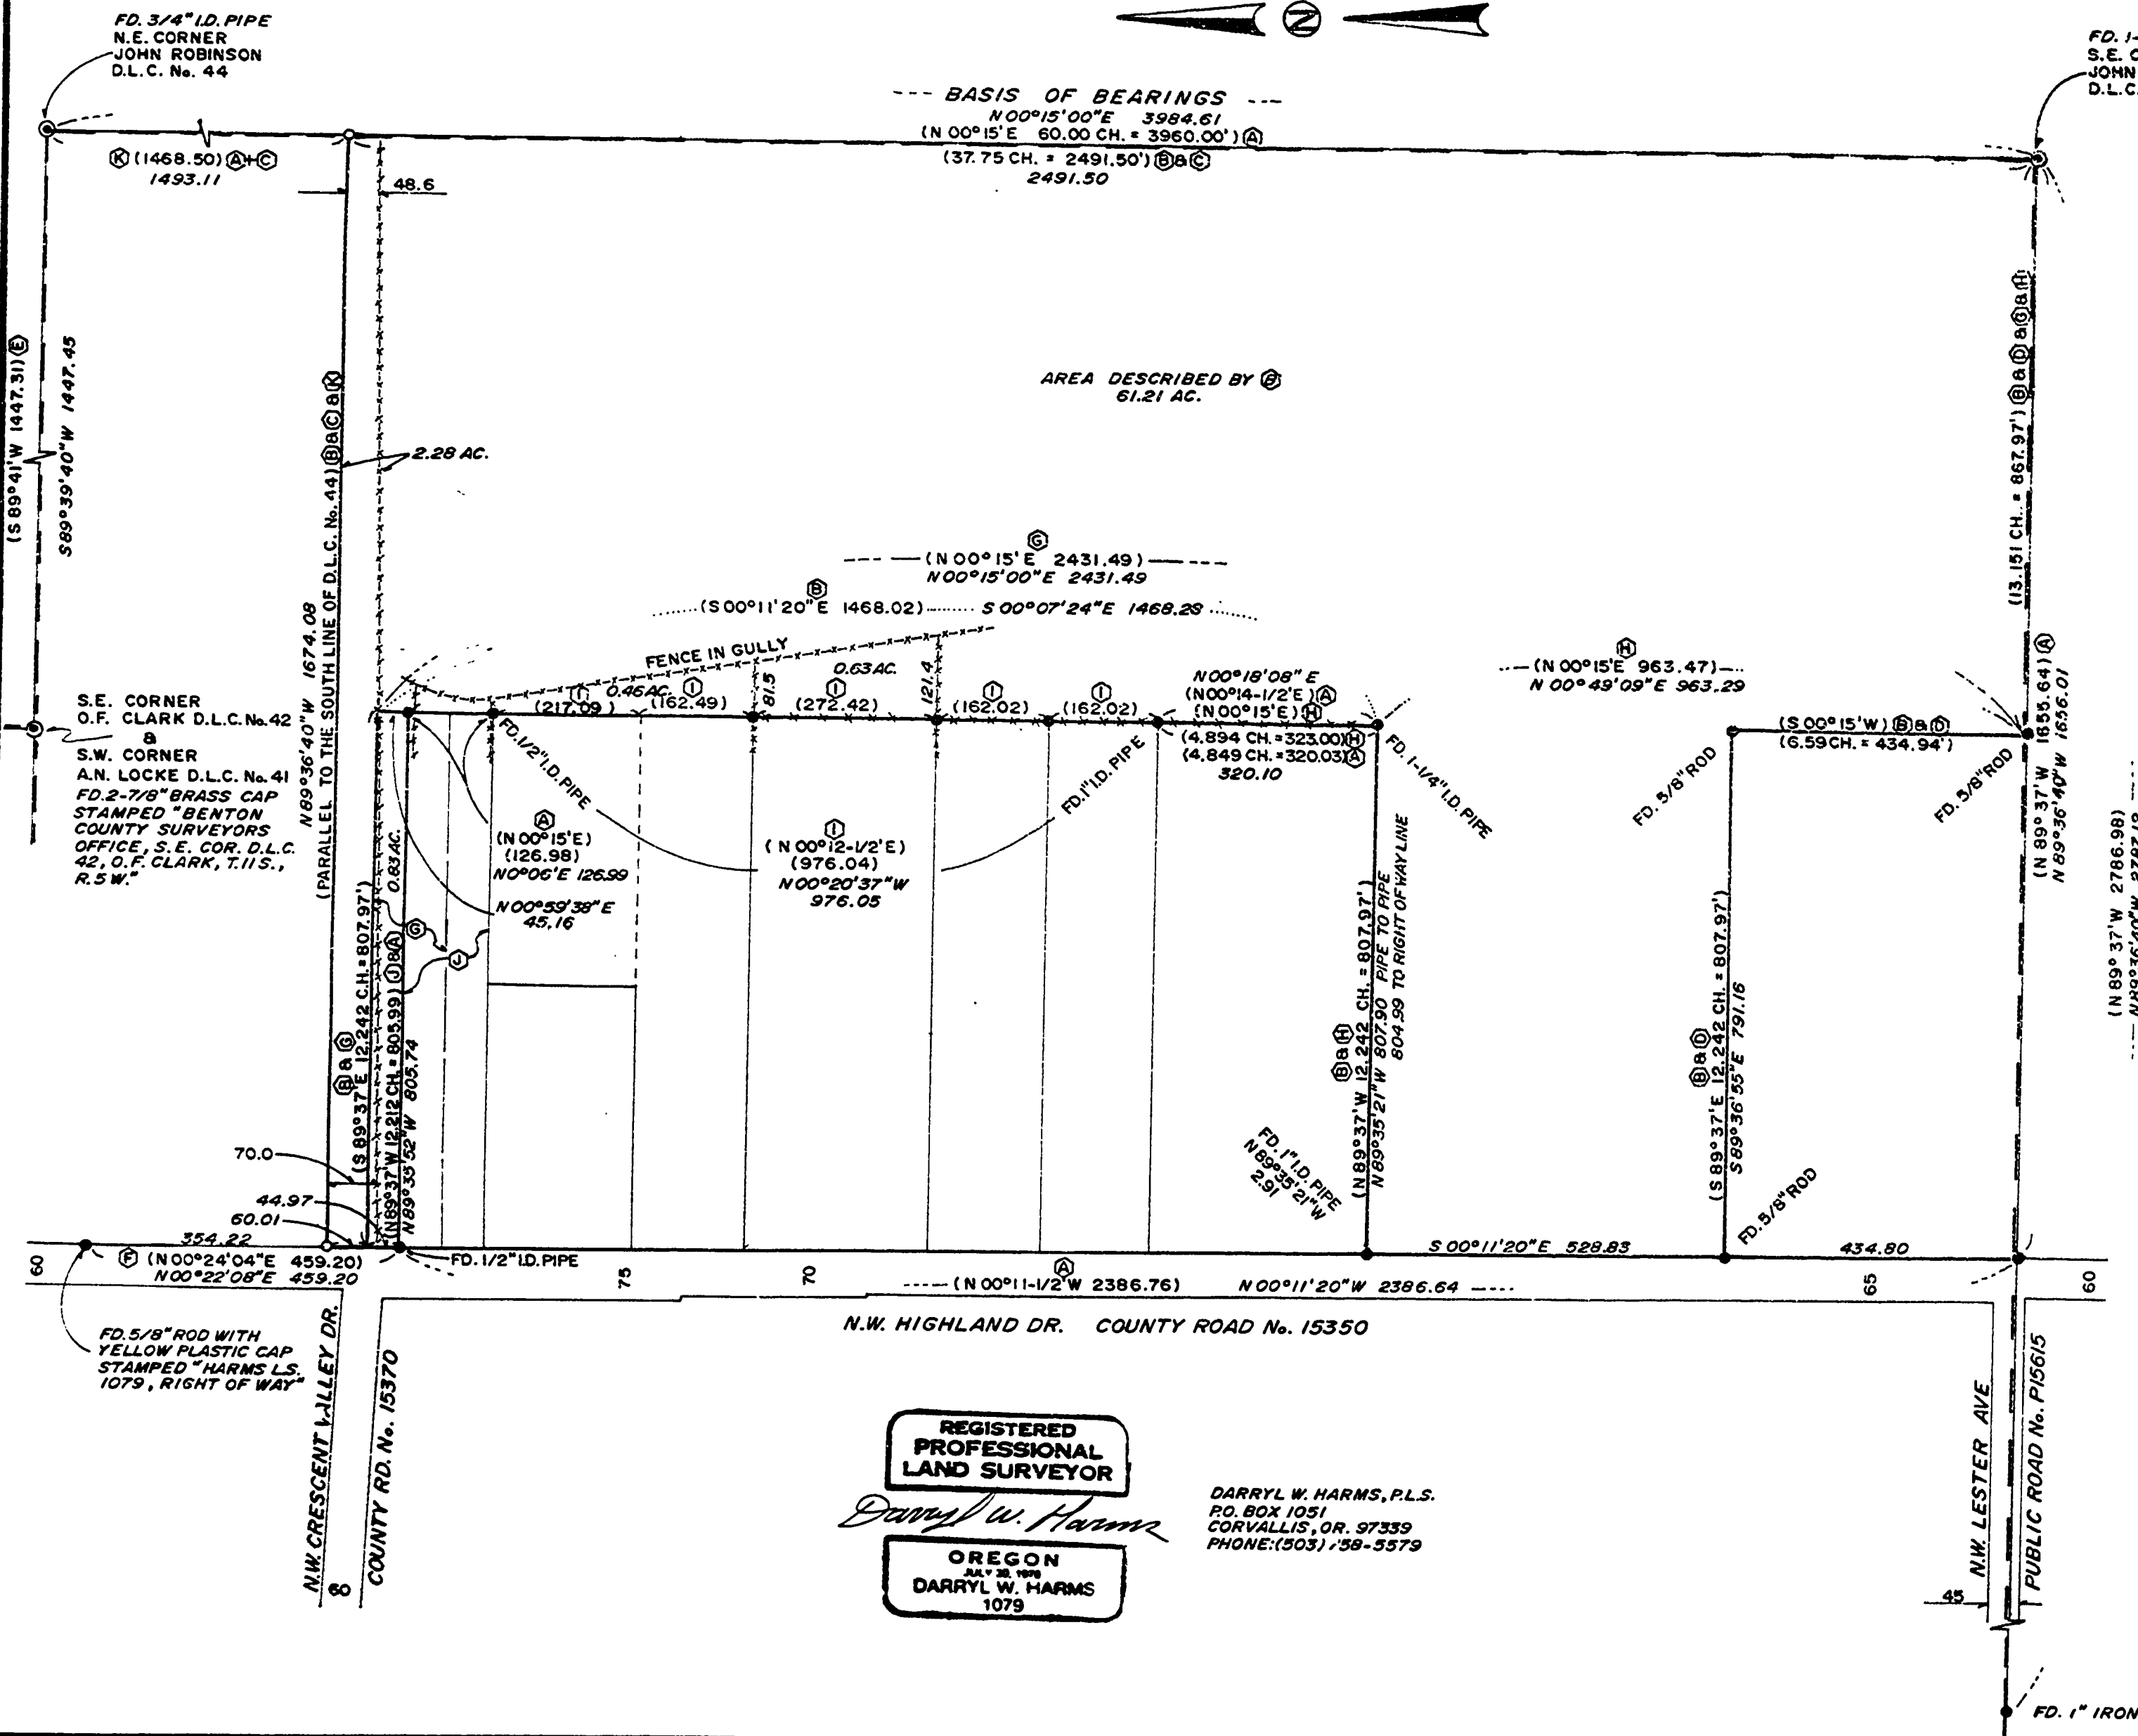 FD. 3/4" I.D. PIPE
N.E. CORNER
JOHN ROBINSON
D.L.C. No. 44
N
FD. 1-
S.E. C
JOHN
D.L.C.
--- BASIS OF BEARINGS ---
N 00°15'00"E 3984.61
(N 00°15'E 60.00 CH. = 3960.00') A
(37.75 CH. = 2491.50') B & C
2491.50
K (1468.50) A+C
1493.11
48.6
(S 89°41'W 1447.31) E
S89°39'40"W 1447.45
N89°36'40"W 1674.08
(PARALLEL TO THE SOUTH LINE OF D.L.C. No. 44) B & C & K
2.28 AC.
AREA DESCRIBED BY B
61.21 AC.
(13.151 CH. = 867.97') B & D & G & H
(N 89°37'W 1655.64) A
N 89°36'40"W 1656.01
G
(N 00°15'E 2431.49)
N00°15'00"E 2431.49
B
(S 00°11'20"E 1468.02) S 00°07'24"E 1468.28
FENCE IN GULLY
0.63 AC.
0.46 AC.
I
(217.09)
I
(162.49)
81.5
I
(272.42)
121.4
I
(162.02)
I
(162.02)
N00°18'08"E
(N00°14-1/2'E) A
(N 00°15'E) H
(4.894 CH. = 323.00) H
(4.849 CH. = 320.03) A
320.10
H
(N 00°15'E 963.47)
N 00°49'09"E 963.29
(S 00°15'W) B & D
(6.59 CH. = 434.94')
FD. 5/8" ROD
FD. 5/8" ROD
FD. 1-1/4" I.D. PIPE
FD. 1/2" I.D. PIPE
FD. 1" I.D. PIPE
S.E. CORNER
O.F. CLARK D.L.C. No. 42
&
S.W. CORNER
A.N. LOCKE D.L.C. No. 41
FD. 2-7/8" BRASS CAP
STAMPED "BENTON
COUNTY SURVEYORS
OFFICE, S.E. COR. D.L.C.
42, O.F. CLARK, T.11 S.,
R.5 W."
0.83 AC.
A
(N 00°15'E)
(126.98)
N0°06'E 126.99
N00°59'38"E
45.16
G
J
I
(N 00°12-1/2'E)
(976.04)
N 00°20'37"W
976.05
B & G
(S 89°37'E 12.242 CH. = 807.97')
(N89°37'W 12.212 CH. = 805.99) J & A
N89°35'52"W 805.74
B & H
(N 89°37'W 12.242 CH. = 807.97')
N89°35'21"W 807.90 PIPE TO PIPE
804.99 TO RIGHT OF WAY LINE
FD. 1" I.D. PIPE
N89°35'21"W
2.91
B & D
(S 89°37'E 12.242 CH. = 807.97')
S89°36'55"E 791.16
FD. 5/8" ROD
(N 89°37'W 2786.98)
70.0
44.97
60.01
354.22
F (N 00°24'04"E 459.20)
N00°22'08"E 459.20
60
FD. 1/2" I.D. PIPE
75
70
A
(N 00°11-1/2'W 2386.76) N 00°11'20"W 2386.64
S 00°11'20"E 528.83
434.80
65
60
N.W. HIGHLAND DR. COUNTY ROAD No. 15350
FD. 5/8" ROD WITH
YELLOW PLASTIC CAP
STAMPED "HARMS L.S.
1079, RIGHT OF WAY"
N.W. CRESCENT VALLEY DR.
COUNTY RD. No. 15370
60
REGISTERED
PROFESSIONAL
LAND SURVEYOR
Darryl W. Harms
OREGON
DARRYL W. HARMS
1079
DARRYL W. HARMS, P.L.S.
P.O. BOX 1051
CORVALLIS, OR. 97339
PHONE: (503) 758-5579
N.W. LESTER AVE
PUBLIC ROAD No. P15615
45
FD. 1" IRON